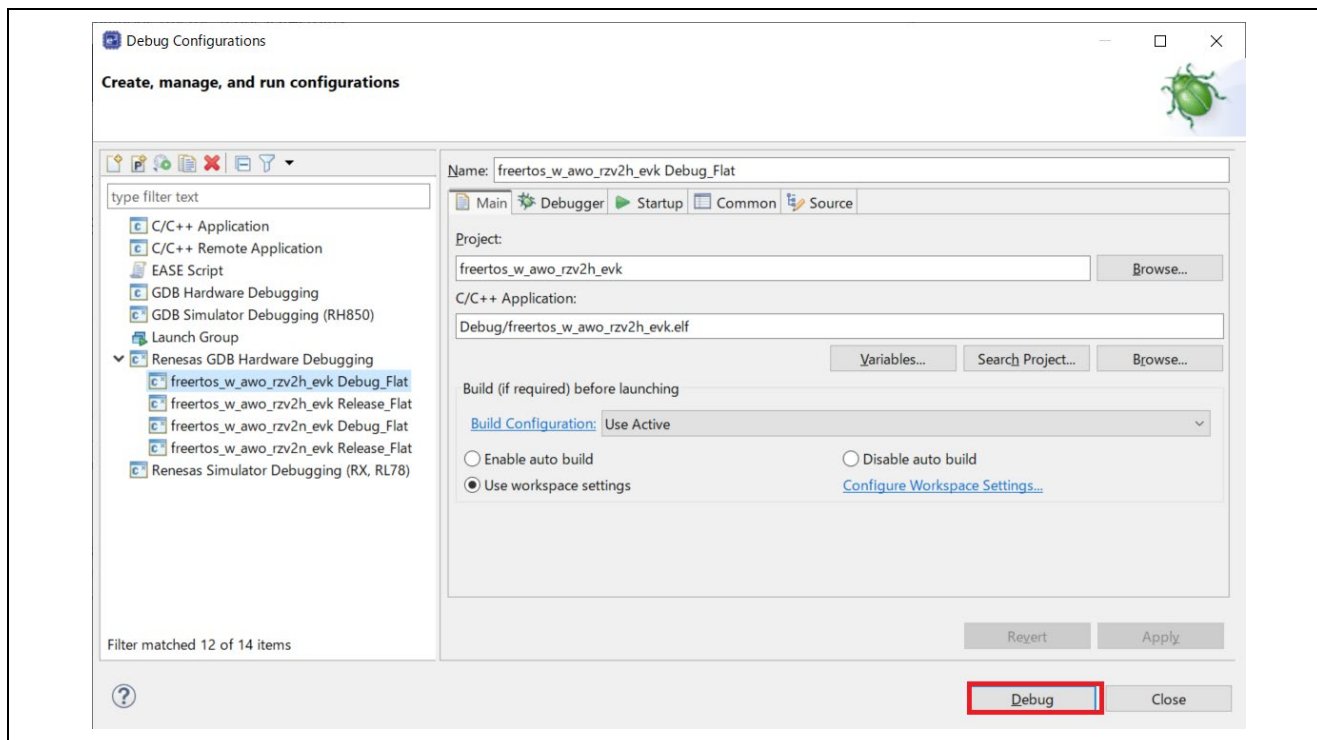 Debug Configurations
Create, manage, and run configurations
type filter text
C/C++ Application
C/C++ Remote Application
EASE Script
GDB Hardware Debugging
GDB Simulator Debugging (RH850)
Launch Group
Renesas GDB Hardware Debugging
freertos_w_awo_rzv2h_evk Debug_Flat
freertos_w_awo_rzv2h_evk Release_Flat
freertos_w_awo_rzv2n_evk Debug_Flat
freertos_w_awo_rzv2n_evk Release_Flat
Renesas Simulator Debugging (RX, RL78)
Filter matched 12 of 14 items
Name: freertos_w_awo_rzv2h_evk Debug_Flat
Main Debugger Startup Common Source
Project:
freertos_w_awo_rzv2h_evk Browse...
C/C++ Application:
Debug/freertos_w_awo_rzv2h_evk.elf
Variables... Search Project... Browse...
Build (if required) before launching
Build Configuration: Use Active
Enable auto build Disable auto build
Use workspace settings Configure Workspace Settings...
Revert Apply
Debug Close